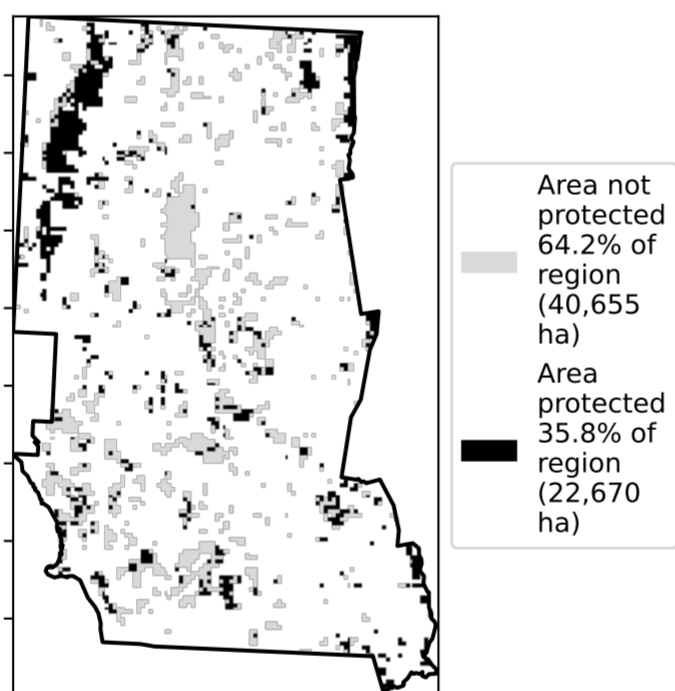 Area not
protected
64.2% of
region
(40,655
ha)
Area
protected
35.8% of
region
(22,670
ha)